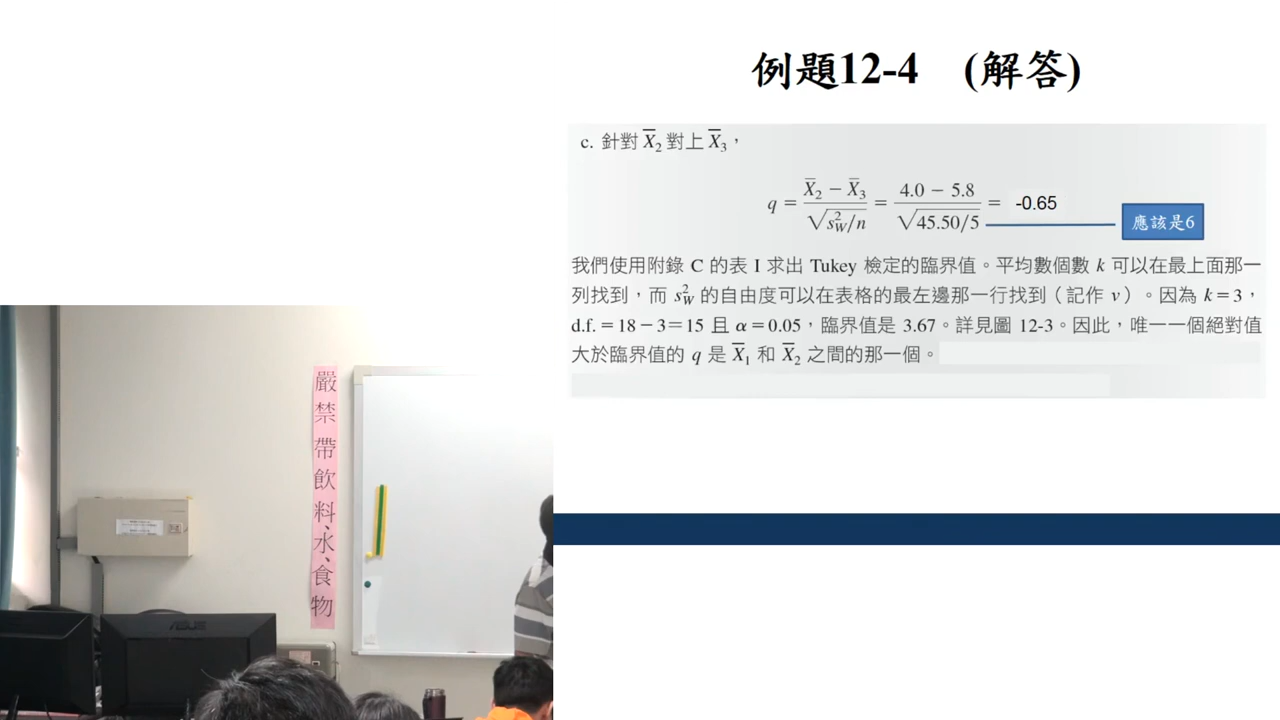 例題12-4 (解答)
c. 針對 X̄₂ 對上 X̄₃，
q = (X̄₂ − X̄₃)/√(s²_W/n) = (4.0 − 5.8)/√(45.50/5) = -0.65
應該是6
我們使用附錄 C 的表 I 求出 Tukey 檢定的臨界值。平均數個數 k 可以在最上面那一
列找到，而 s²_W 的自由度可以在表格的最左邊那一行找到（記作 v）。因為 k = 3，
d.f. = 18 − 3 = 15 且 α = 0.05，臨界值是 3.67。詳見圖 12-3。因此，唯一一個絕對值
大於臨界值的 q 是 X̄₁ 和 X̄₂ 之間的那一個。
嚴禁帶飲料、水、食物
ASUS